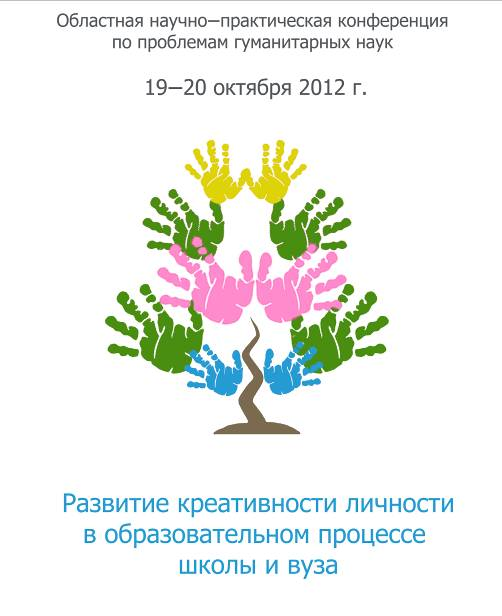 Областная научно−практическая конференция
по проблемам гуманитарных наук
19−20 октября 2012 г.
Развитие креативности личности
в образовательном процессе
школы и вуза